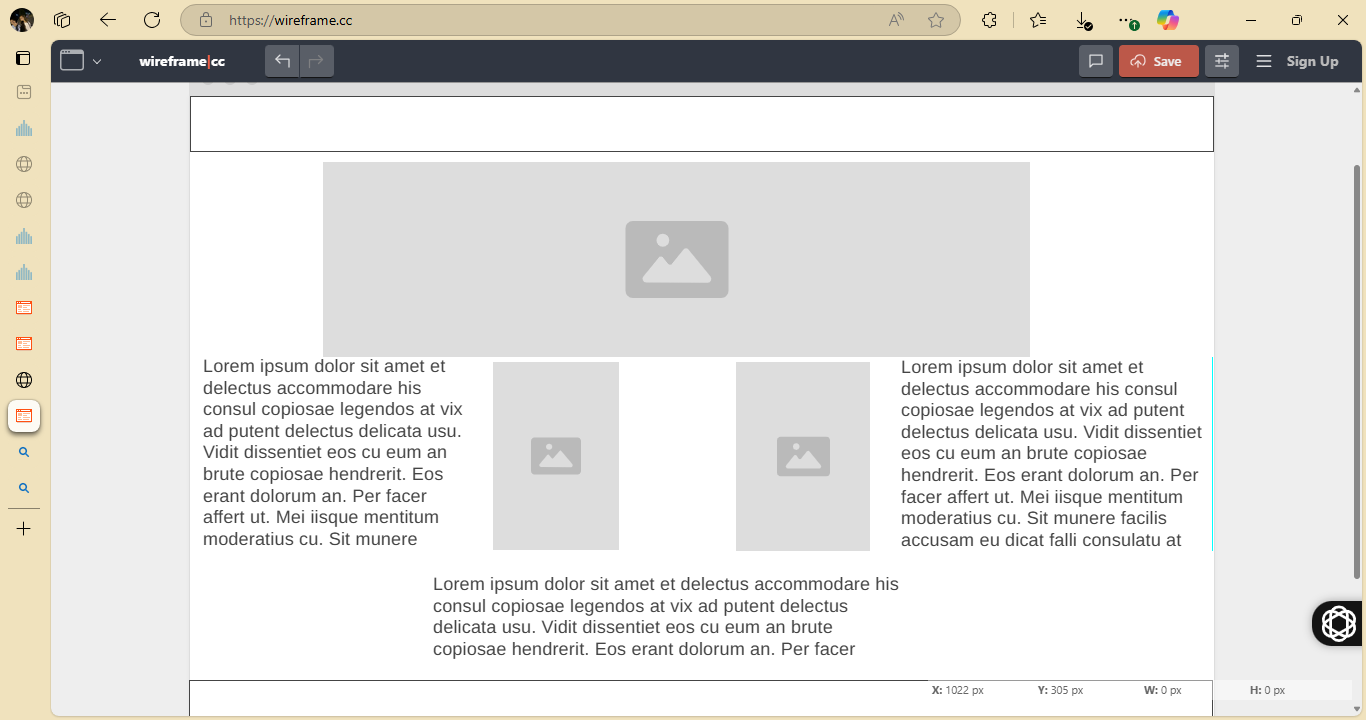 https://wireframe.cc
wireframe|cc
Save
Sign Up
Lorem ipsum dolor sit amet et
delectus accommodare his
consul copiosae legendos at vix
ad putent delectus delicata usu.
Vidit dissentiet eos cu eum an
brute copiosae hendrerit. Eos
erant dolorum an. Per facer
affert ut. Mei iisque mentitum
moderatius cu. Sit munere
Lorem ipsum dolor sit amet et
delectus accommodare his consul
copiosae legendos at vix ad putent
delectus delicata usu. Vidit dissentiet
eos cu eum an brute copiosae
hendrerit. Eos erant dolorum an. Per
facer affert ut. Mei iisque mentitum
moderatius cu. Sit munere facilis
accusam eu dicat falli consulatu at
Lorem ipsum dolor sit amet et delectus accommodare his
consul copiosae legendos at vix ad putent delectus
delicata usu. Vidit dissentiet eos cu eum an brute
copiosae hendrerit. Eos erant dolorum an. Per facer
X: 1022 px Y: 305 px W: 0 px H: 0 px